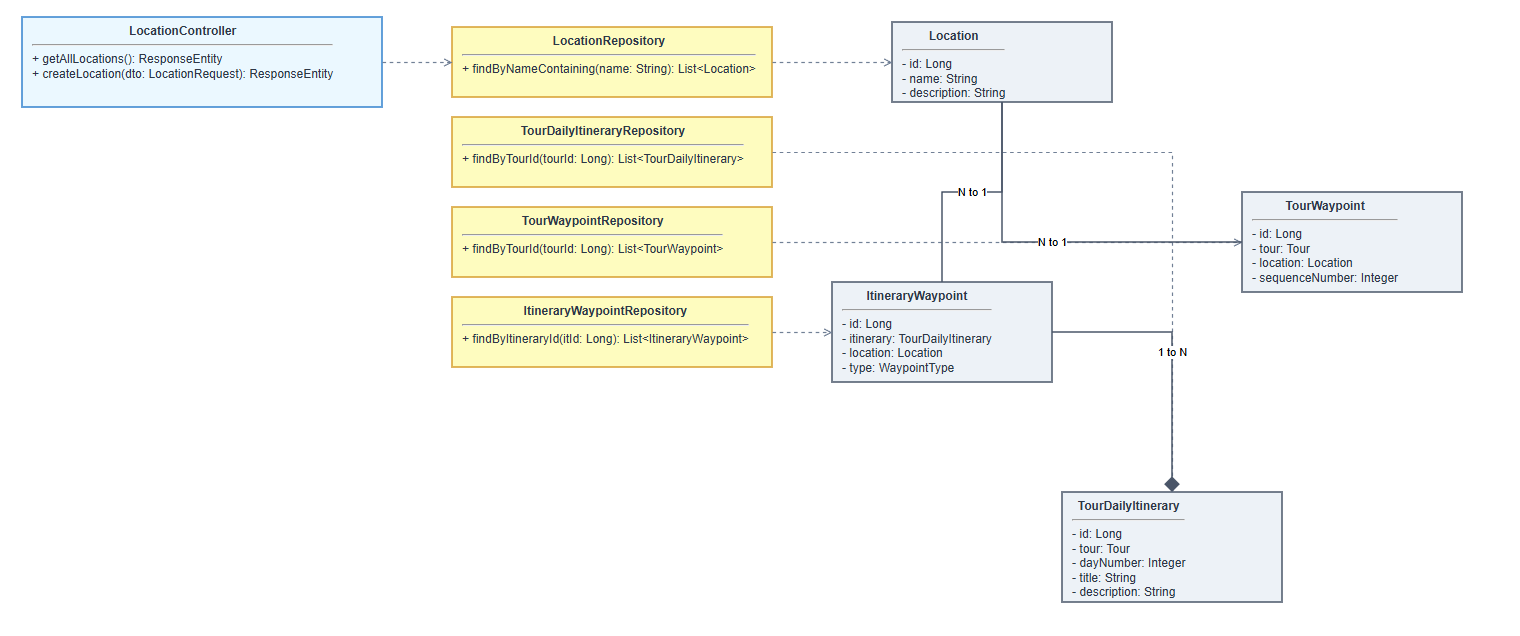 LocationController
+ getAllLocations(): ResponseEntity
+ createLocation(dto: LocationRequest): ResponseEntity
LocationRepository
+ findByNameContaining(name: String): List<Location>
Location
- id: Long
- name: String
- description: String
TourDailyItineraryRepository
+ findByTourId(tourId: Long): List<TourDailyItinerary>
N to 1
TourWaypointRepository
+ findByTourId(tourId: Long): List<TourWaypoint>
N to 1
TourWaypoint
- id: Long
- tour: Tour
- location: Location
- sequenceNumber: Integer
ItineraryWaypointRepository
+ findByItineraryId(itId: Long): List<ItineraryWaypoint>
ItineraryWaypoint
- id: Long
- itinerary: TourDailyItinerary
- location: Location
- type: WaypointType
1 to N
TourDailyItinerary
- id: Long
- tour: Tour
- dayNumber: Integer
- title: String
- description: String